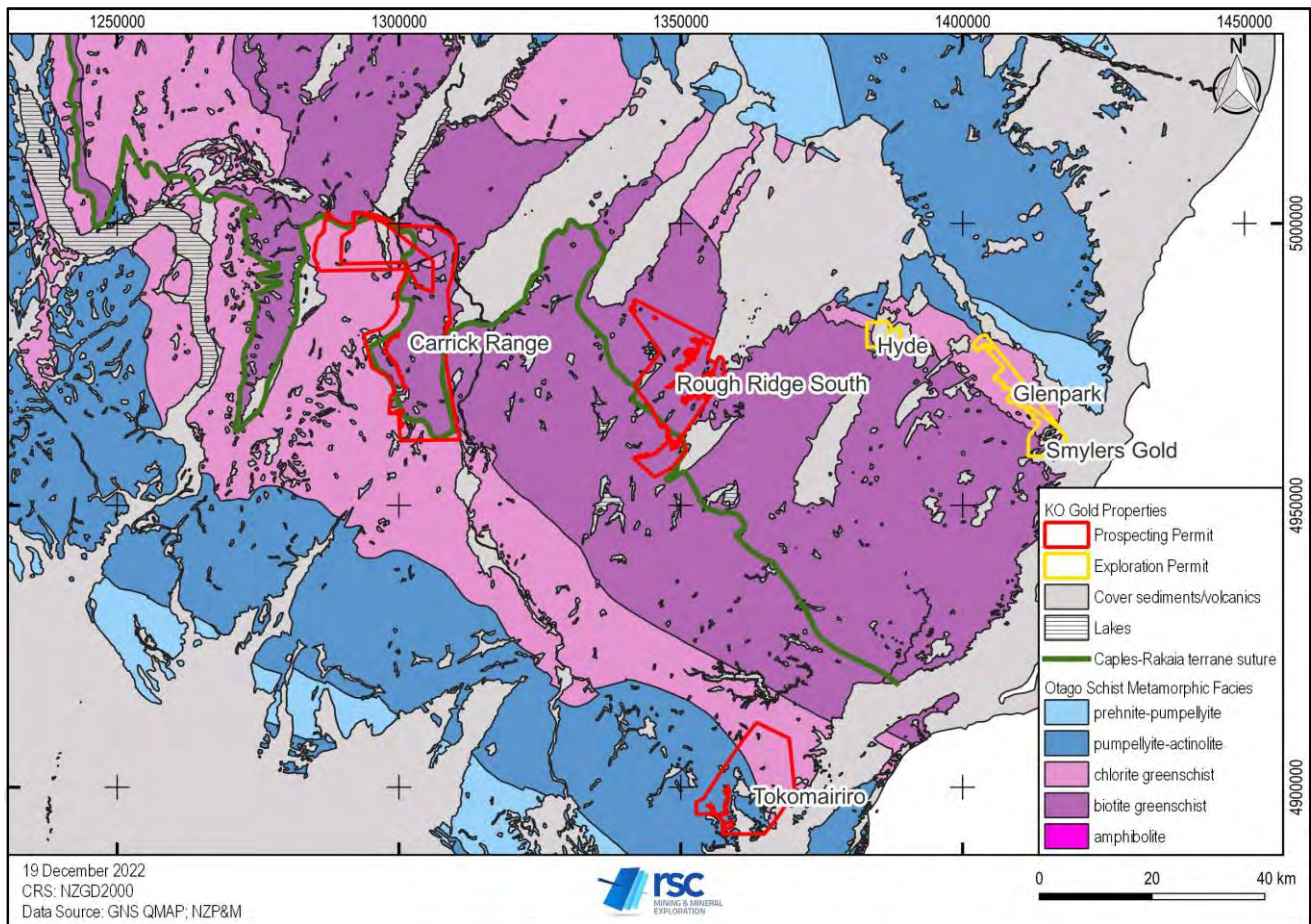 1250000
1300000
1350000
1400000
1450000
N
5000000
4950000
4900000
Carrick Range
Rough Ridge South
Hyde
Glenpark
Smylers Gold
Tokomairiro
KO Gold Properties
Prospecting Permit
Exploration Permit
Cover sediments/volcanics
Lakes
Caples-Rakaia terrane suture
Otago Schist Metamorphic Facies
prehnite-pumpellyite
pumpellyite-actinolite
chlorite greenschist
biotite greenschist
amphibolite
19 December 2022
CRS: NZGD2000
Data Source: GNS QMAP; NZP&M
rsc
MINING & MINERAL
EXPLORATION
0 20 40 km